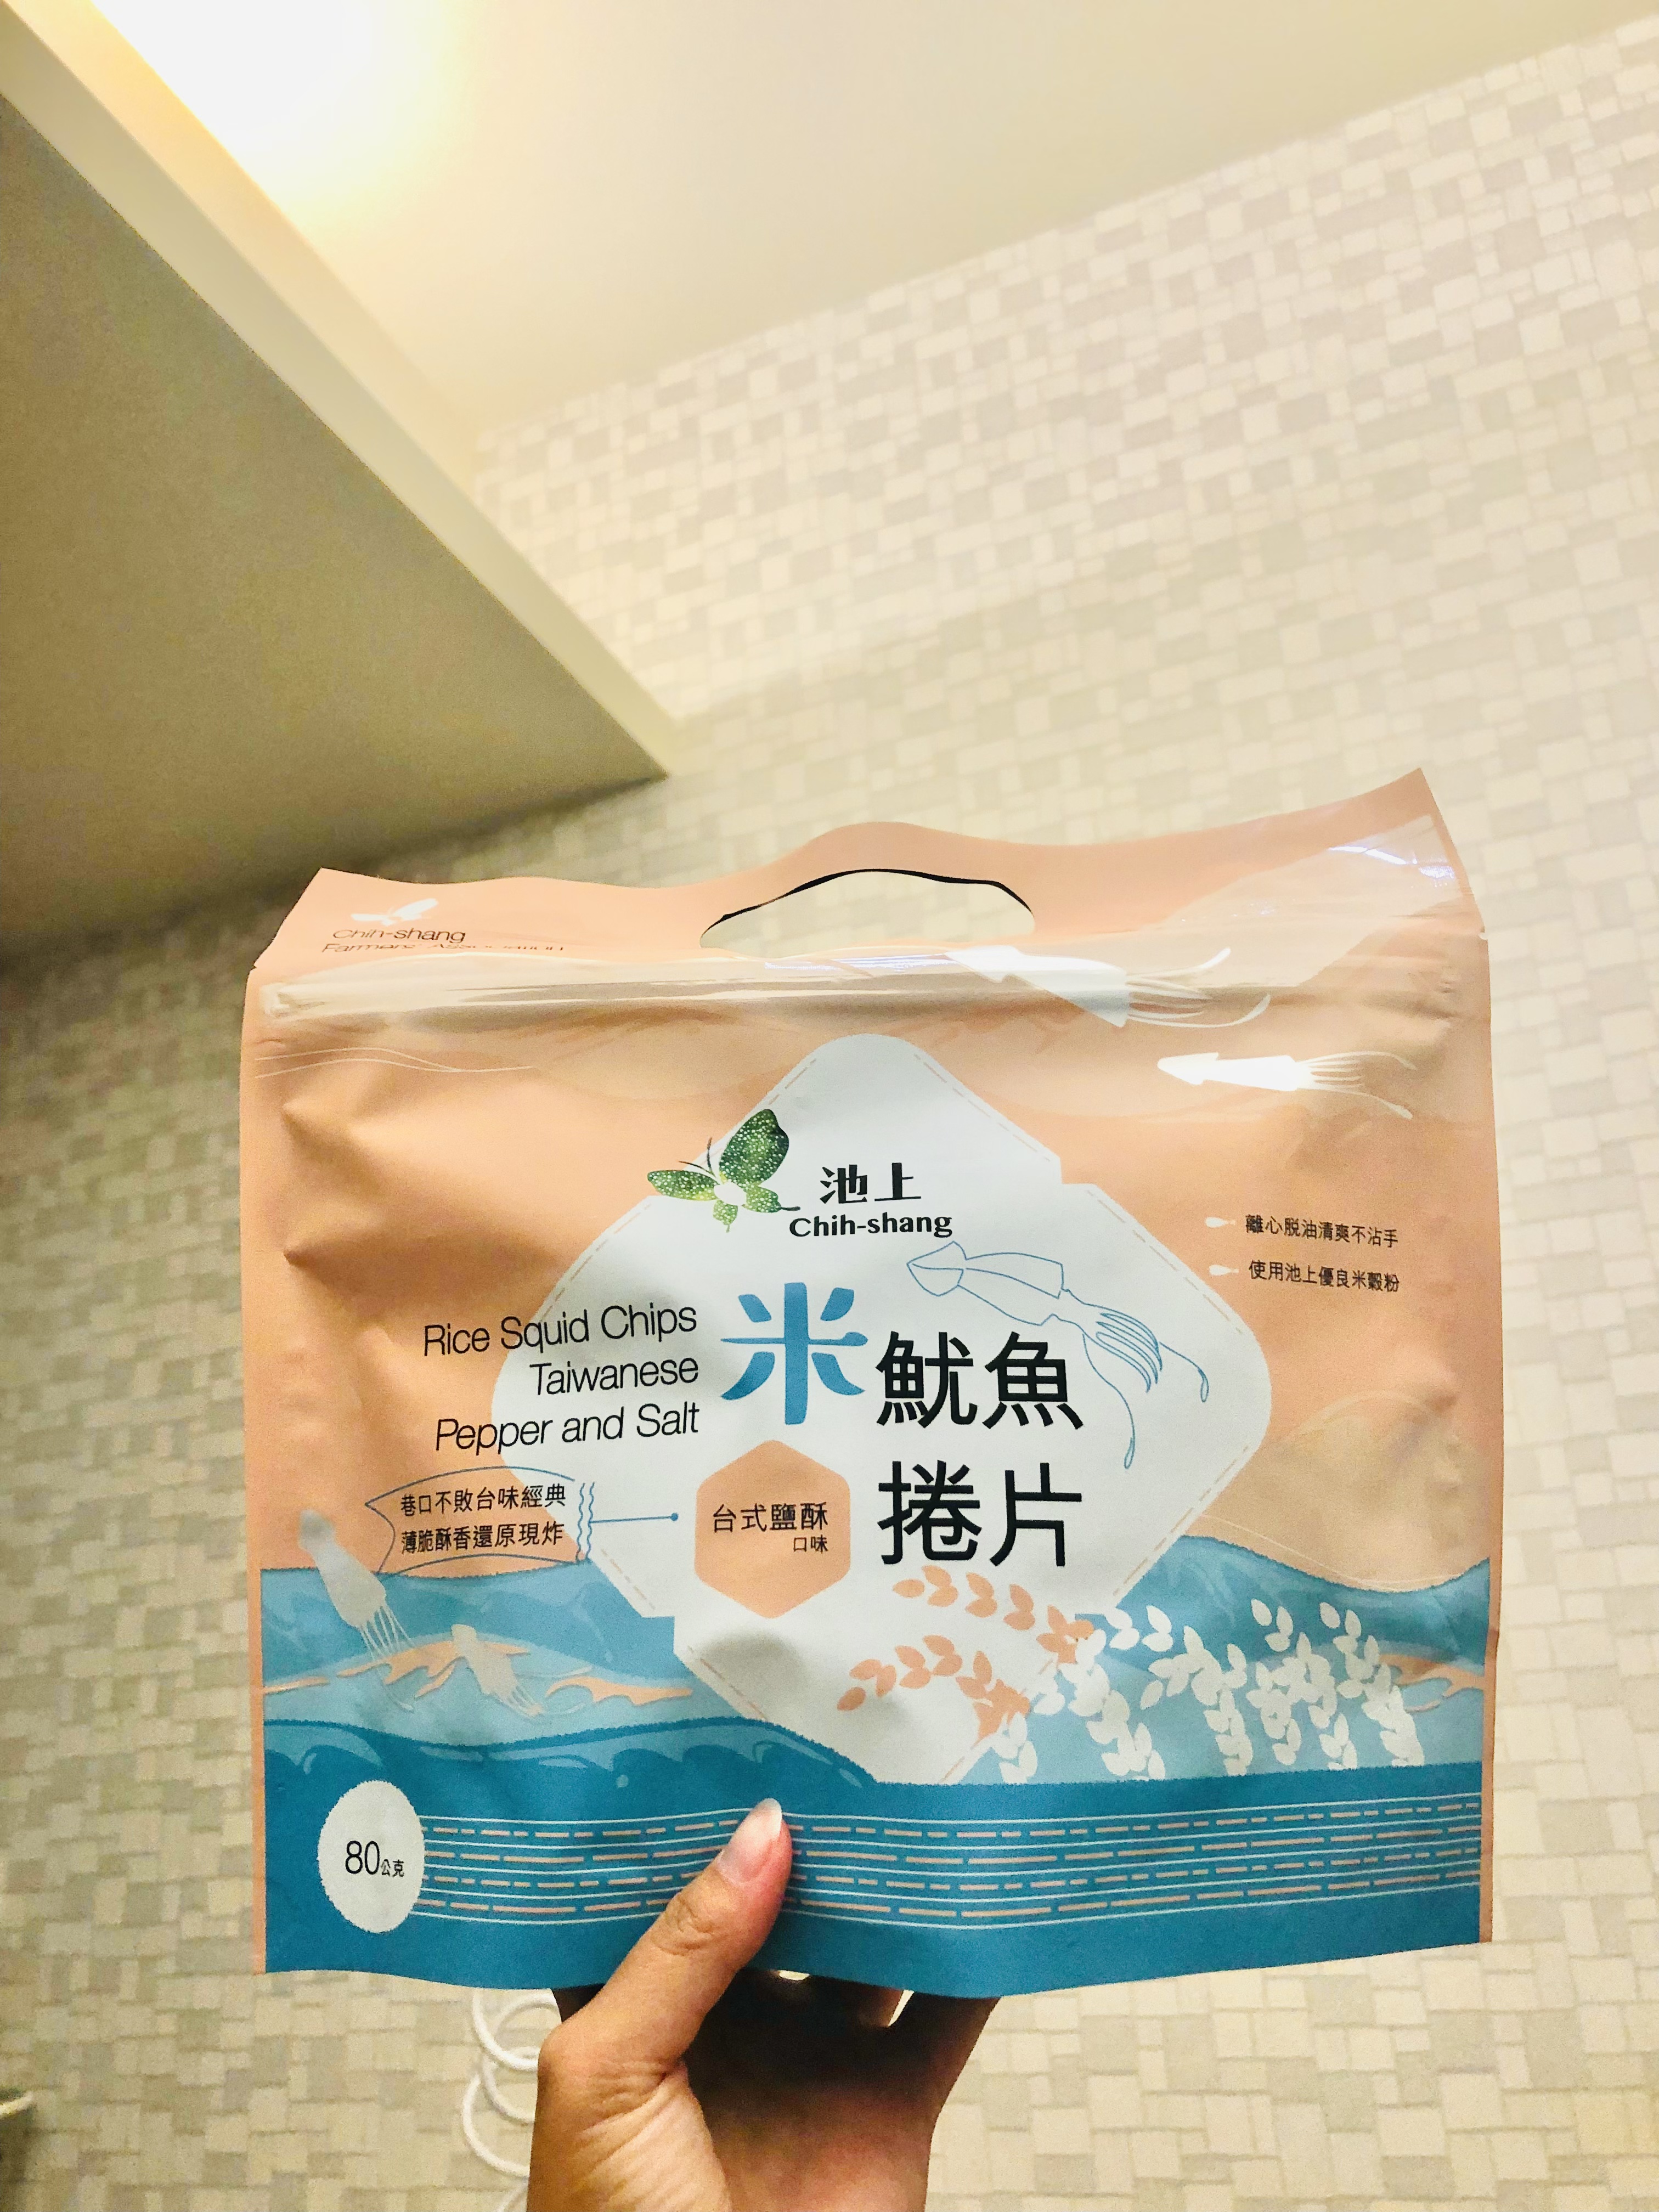 Chih-shang
Farmers' Association
池上
Chih-shang
離心脱油清爽不沾手
使用池上優良米穀粉
Rice Squid Chips
Taiwanese
Pepper and Salt
米魷魚
捲片
台式鹽酥
口味
巷口不敗台味經典
薄脆酥香還原現炸
80公克